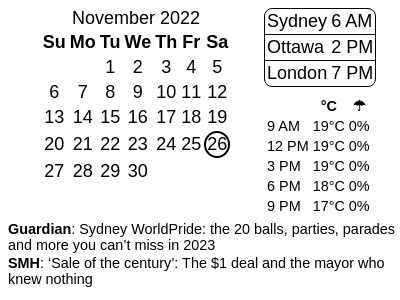 November 2022
Su Mo Tu We Th Fr Sa
1 2 3 4 5
6 7 8 9 10 11 12
13 14 15 16 17 18 19
20 21 22 23 24 25 26
27 28 29 30
Sydney 6 AM
Ottawa 2 PM
London 7 PM
°C ☂
9 AM 19°C 0%
12 PM 19°C 0%
3 PM 19°C 0%
6 PM 18°C 0%
9 PM 17°C 0%
Guardian: Sydney WorldPride: the 20 balls, parties, parades
and more you can’t miss in 2023
SMH: ‘Sale of the century’: The $1 deal and the mayor who
knew nothing